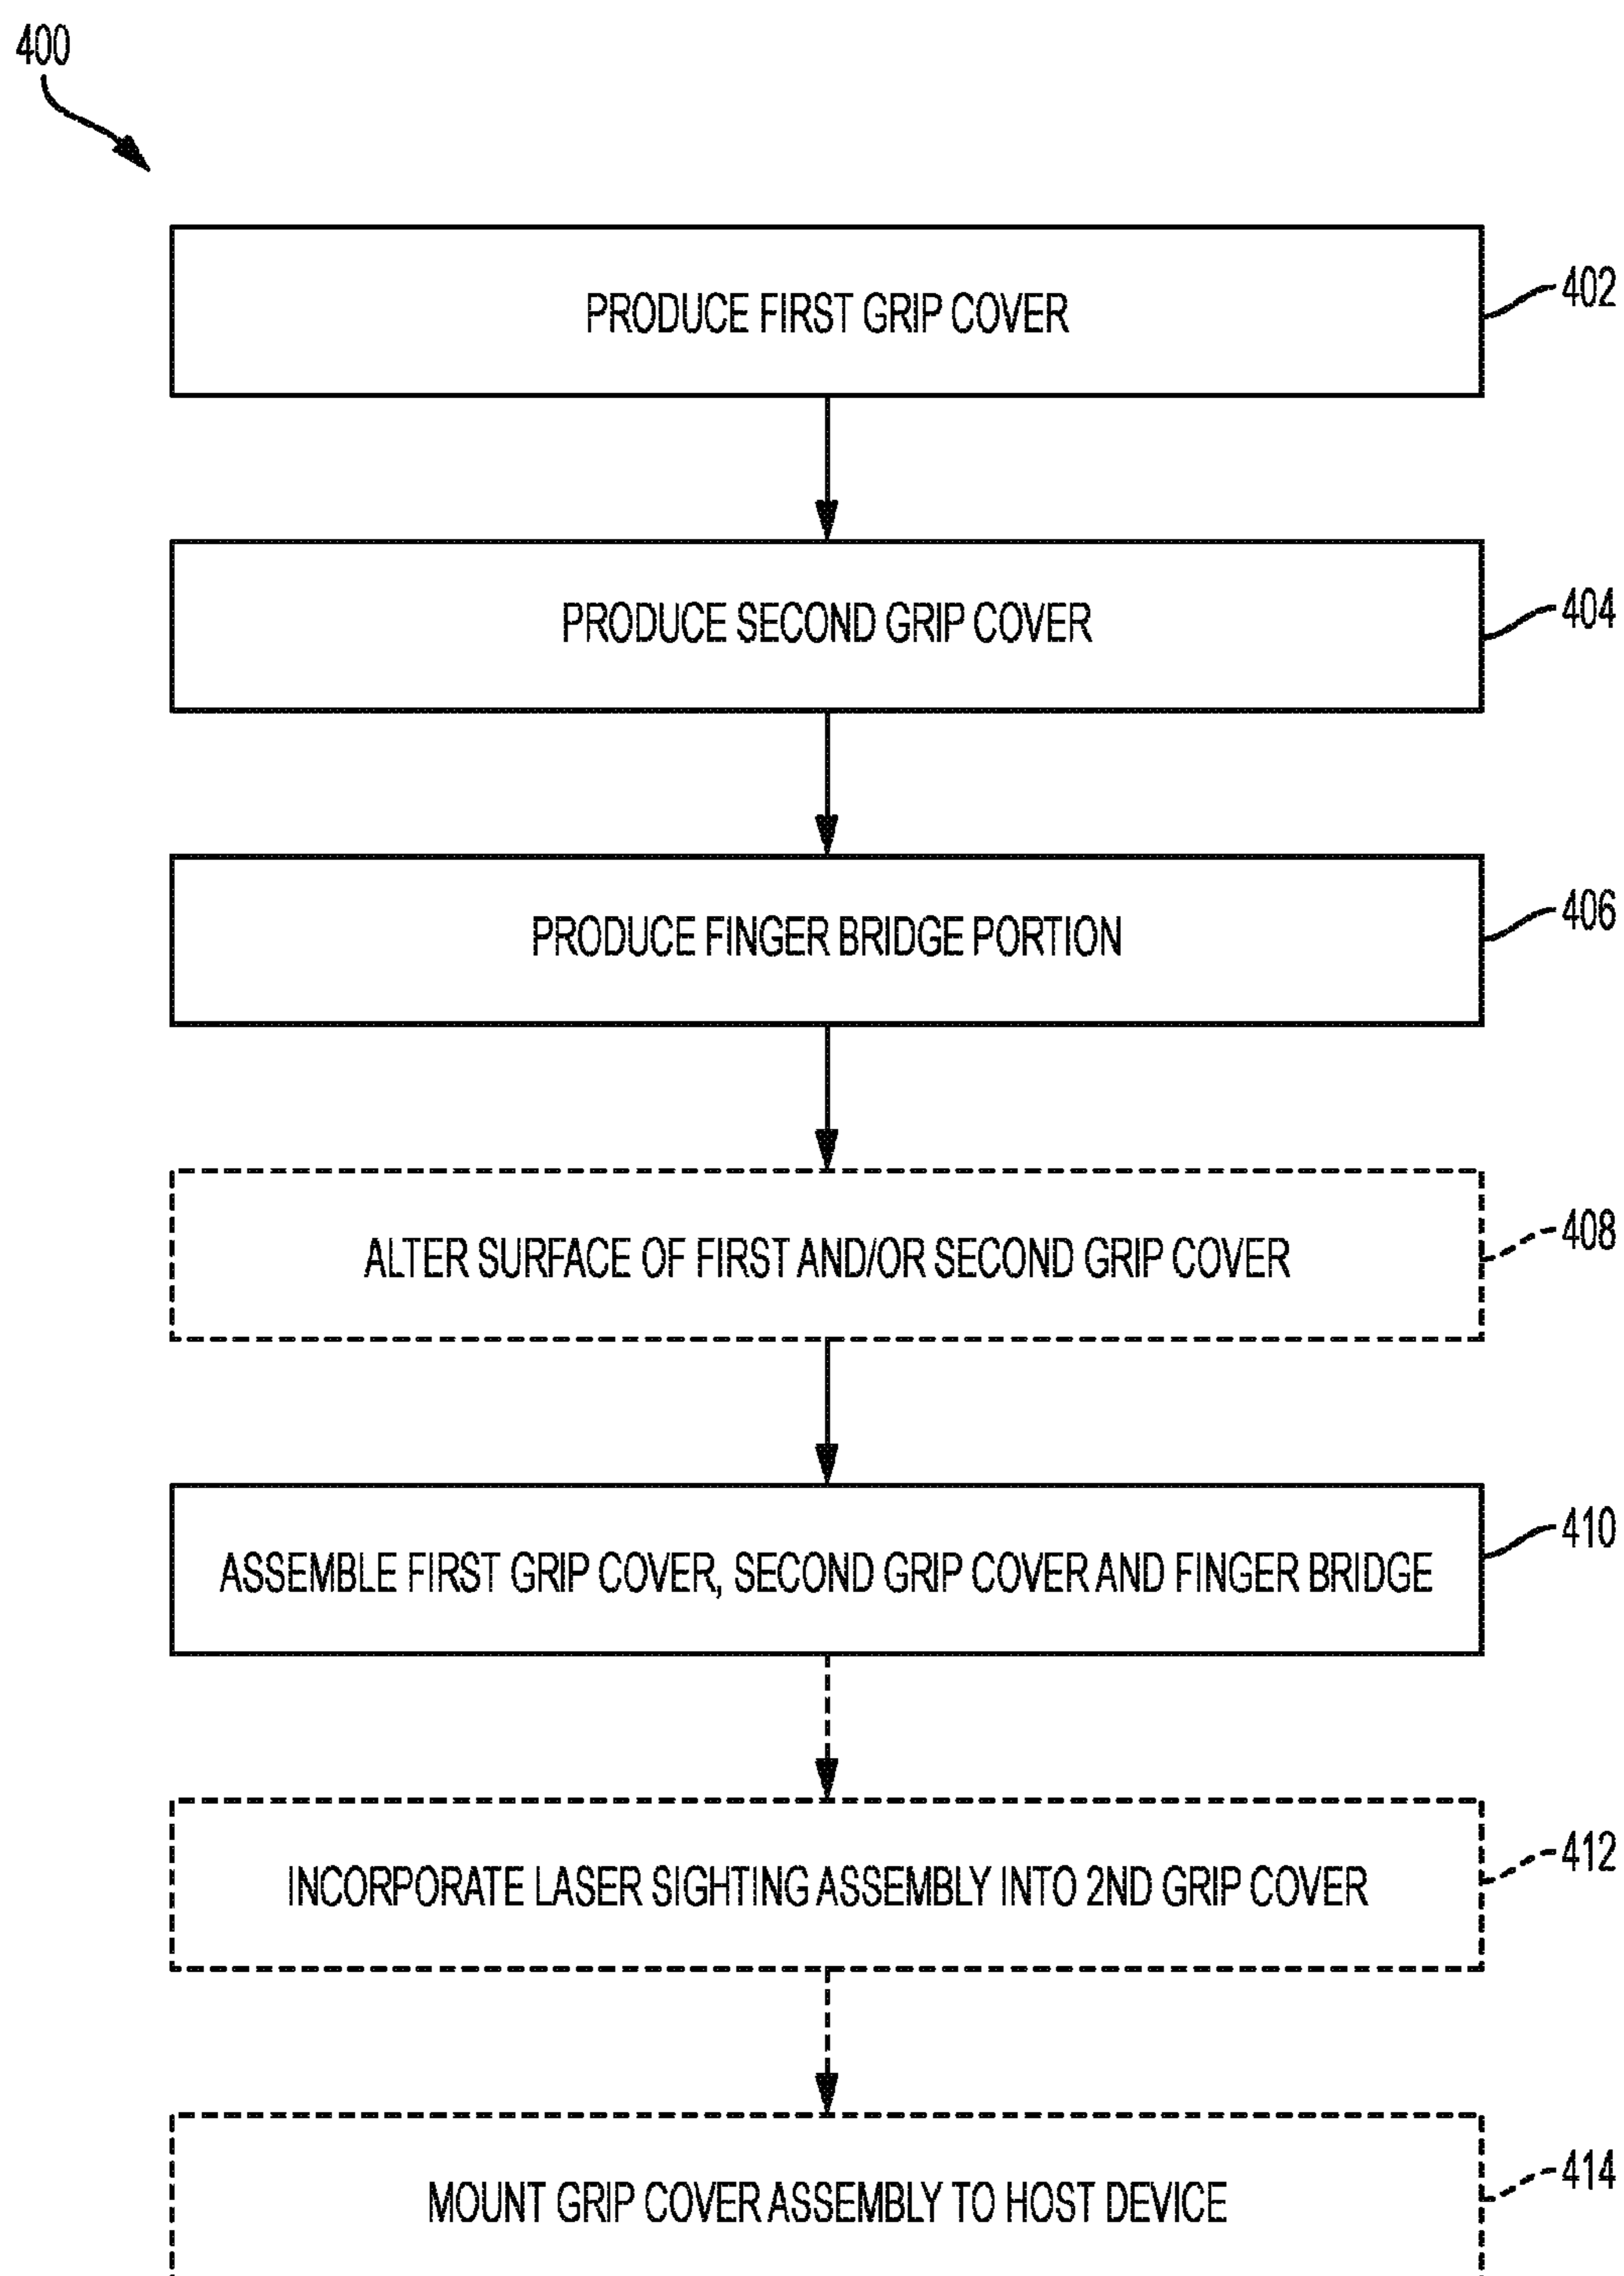 400
PRODUCE FIRST GRIP COVER
402
PRODUCE SECOND GRIP COVER
404
PRODUCE FINGER BRIDGE PORTION
406
ALTER SURFACE OF FIRST AND/OR SECOND GRIP COVER
408
ASSEMBLE FIRST GRIP COVER, SECOND GRIP COVER AND FINGER BRIDGE
410
INCORPORATE LASER SIGHTING ASSEMBLY INTO 2ND GRIP COVER
412
MOUNT GRIP COVER ASSEMBLY TO HOST DEVICE
414